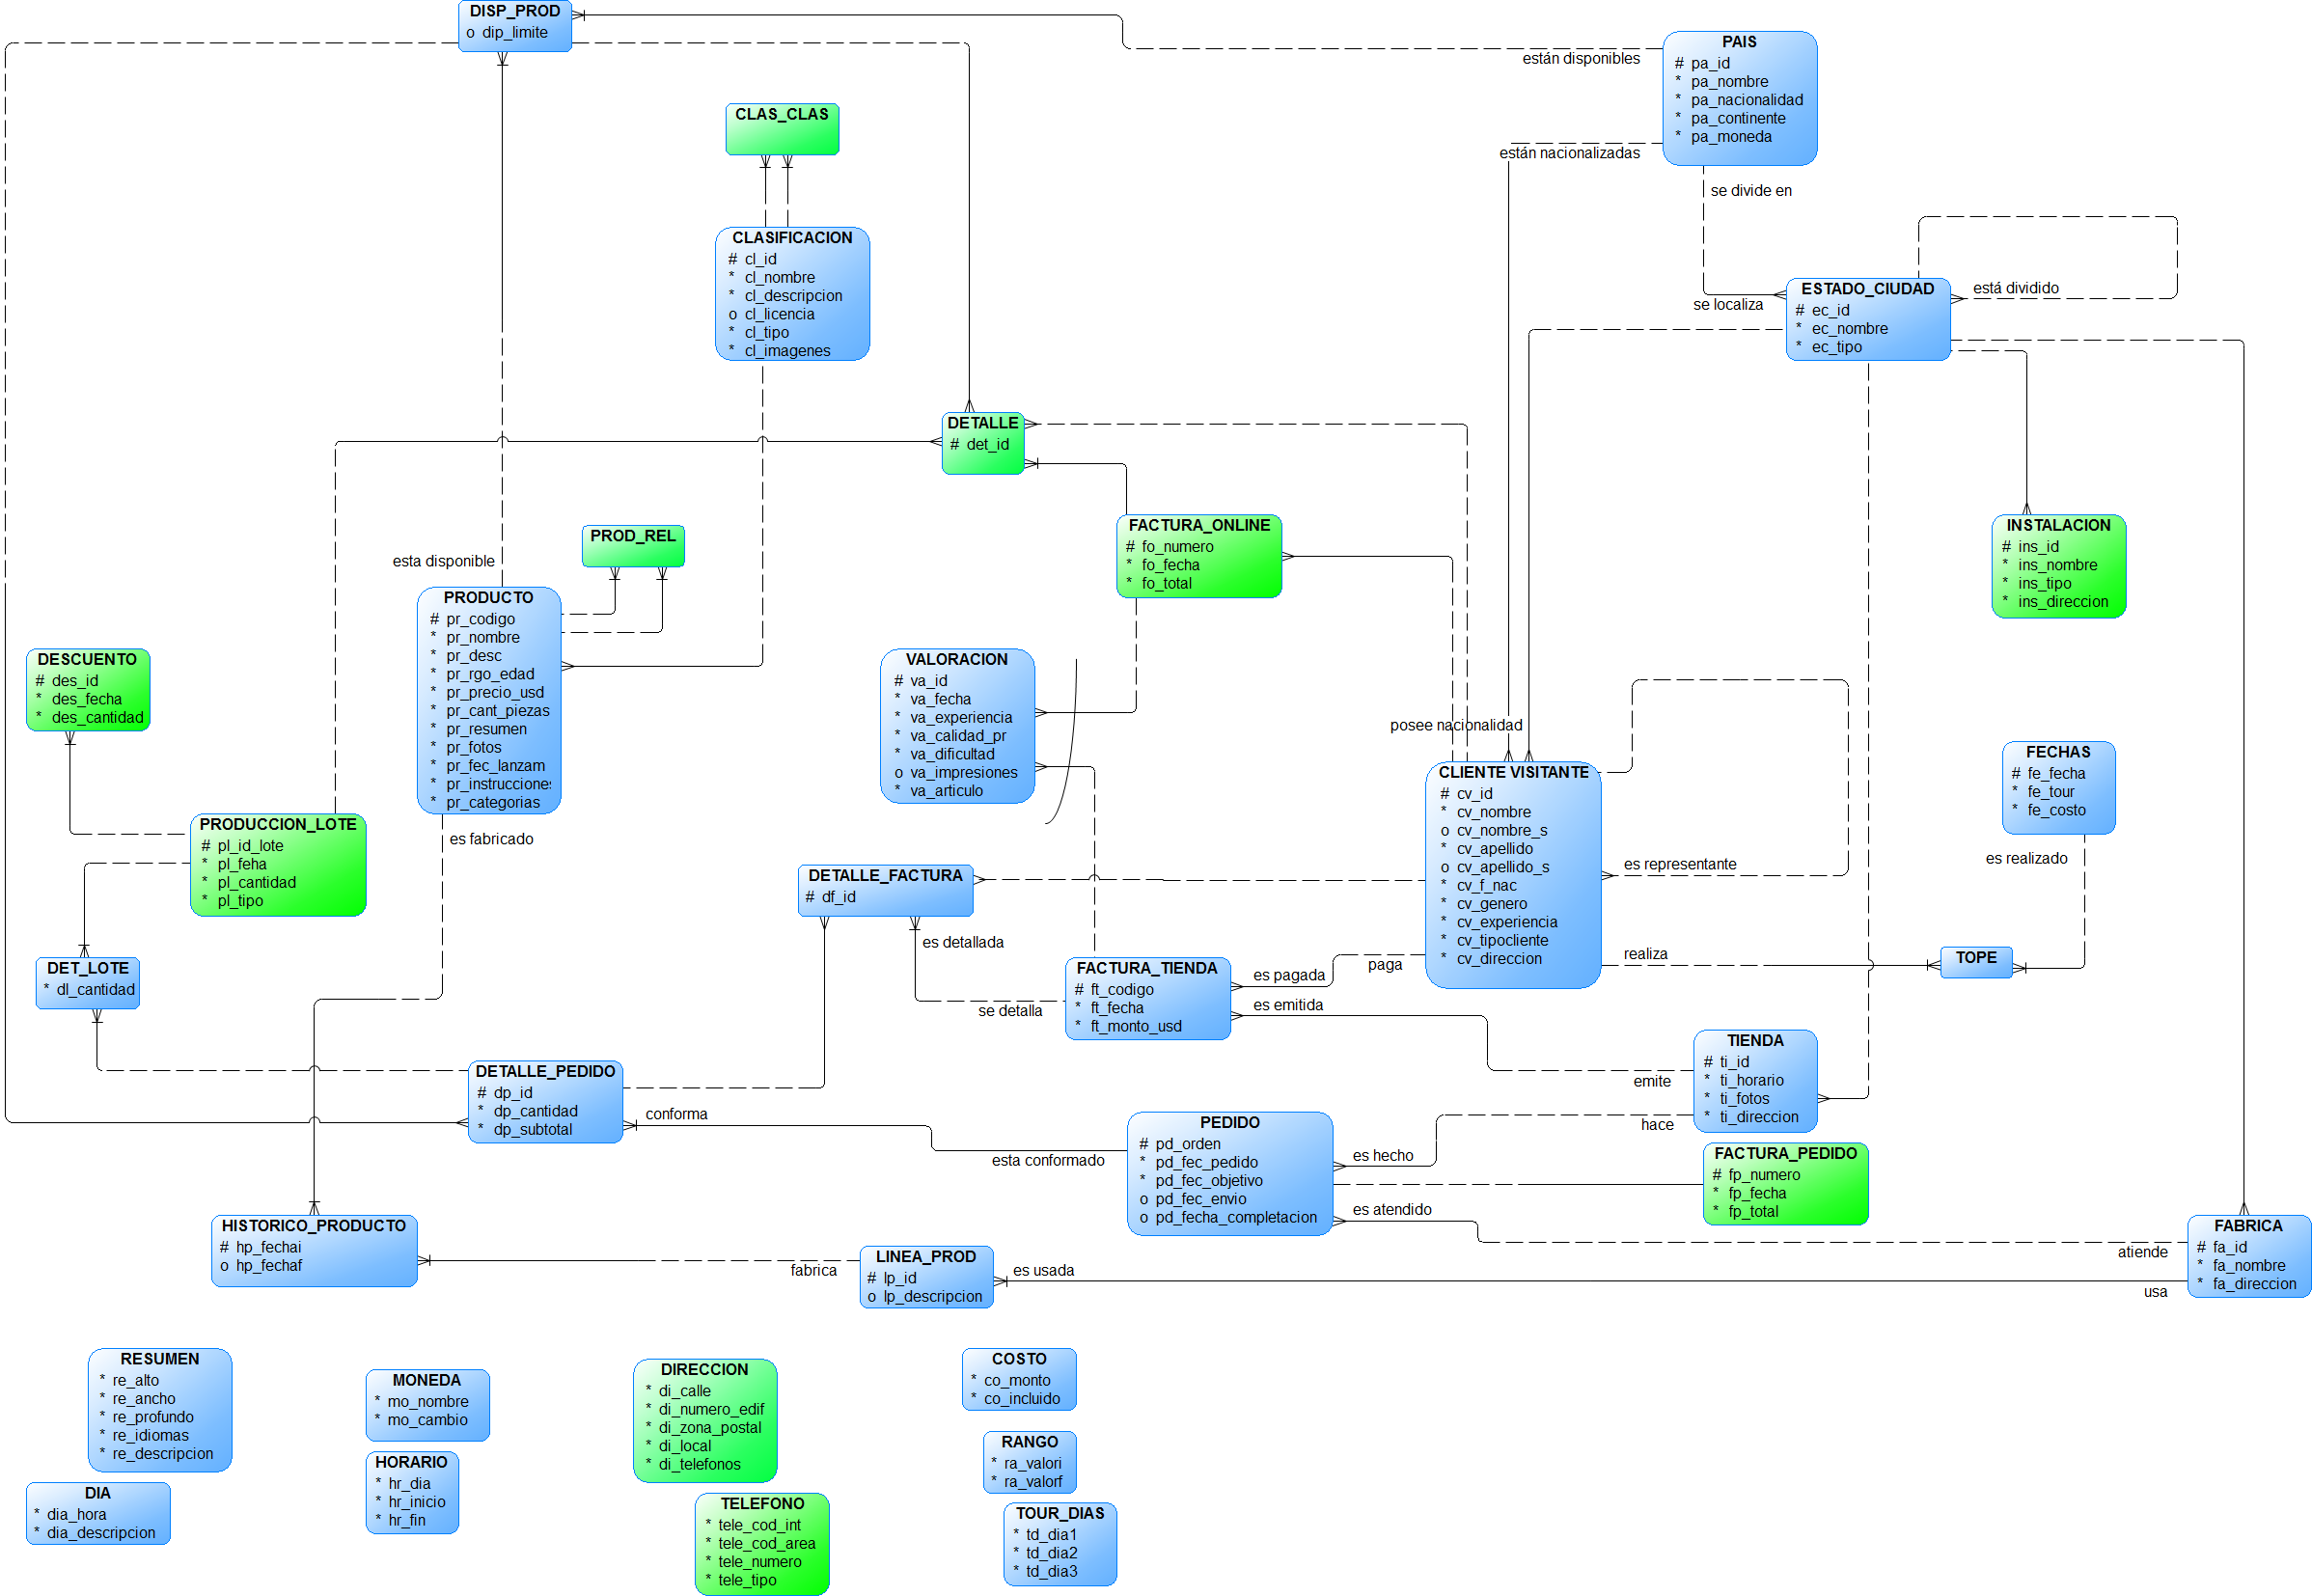 DISP_PROD
o dip_limite
PAIS
# pa_id
* pa_nombre
* pa_nacionalidad
* pa_continente
* pa_moneda
están disponibles
están nacionalizadas
se divide en
CLAS_CLAS
CLASIFICACION
# cl_id
* cl_nombre
* cl_descripcion
o cl_licencia
* cl_tipo
* cl_imagenes
ESTADO_CIUDAD
# ec_id
* ec_nombre
* ec_tipo
está dividido
se localiza
DETALLE
# det_id
FACTURA_ONLINE
# fo_numero
* fo_fecha
* fo_total
INSTALACION
# ins_id
* ins_nombre
* ins_tipo
* ins_direccion
PROD_REL
esta disponible
PRODUCTO
# pr_codigo
* pr_nombre
* pr_desc
* pr_rgo_edad
* pr_precio_usd
* pr_cant_piezas
* pr_resumen
* pr_fotos
* pr_fec_lanzam
* pr_instrucciones
* pr_categorias
DESCUENTO
# des_id
* des_fecha
* des_cantidad
VALORACION
# va_id
* va_fecha
* va_experiencia
* va_calidad_pr
* va_dificultad
o va_impresiones
* va_articulo
posee nacionalidad
CLIENTE VISITANTE
# cv_id
* cv_nombre
o cv_nombre_s
* cv_apellido
o cv_apellido_s
* cv_f_nac
* cv_genero
* cv_experiencia
* cv_tipocliente
* cv_direccion
es representante
FECHAS
# fe_fecha
* fe_tour
* fe_costo
es realizado
PRODUCCION_LOTE
# pl_id_lote
* pl_feha
* pl_cantidad
* pl_tipo
es fabricado
DETALLE_FACTURA
# df_id
es detallada
DET_LOTE
* dl_cantidad
FACTURA_TIENDA
# ft_codigo
* ft_fecha
* ft_monto_usd
se detalla
es pagada
paga
es emitida
realiza
TOPE
emite
TIENDA
# ti_id
* ti_horario
* ti_fotos
* ti_direccion
hace
DETALLE_PEDIDO
# dp_id
* dp_cantidad
* dp_subtotal
conforma
esta conformado
PEDIDO
# pd_orden
* pd_fec_pedido
* pd_fec_objetivo
o pd_fec_envio
o pd_fecha_completacion
es hecho
es atendido
FACTURA_PEDIDO
# fp_numero
* fp_fecha
* fp_total
atiende
FABRICA
# fa_id
* fa_nombre
* fa_direccion
usa
HISTORICO_PRODUCTO
# hp_fechai
o hp_fechaf
fabrica
LINEA_PROD
# lp_id
o lp_descripcion
es usada
RESUMEN
* re_alto
* re_ancho
* re_profundo
* re_idiomas
* re_descripcion
DIA
* dia_hora
* dia_descripcion
MONEDA
* mo_nombre
* mo_cambio
HORARIO
* hr_dia
* hr_inicio
* hr_fin
DIRECCION
* di_calle
* di_numero_edif
* di_zona_postal
* di_local
* di_telefonos
TELEFONO
* tele_cod_int
* tele_cod_area
* tele_numero
* tele_tipo
COSTO
* co_monto
* co_incluido
RANGO
* ra_valori
* ra_valorf
TOUR_DIAS
* td_dia1
* td_dia2
* td_dia3